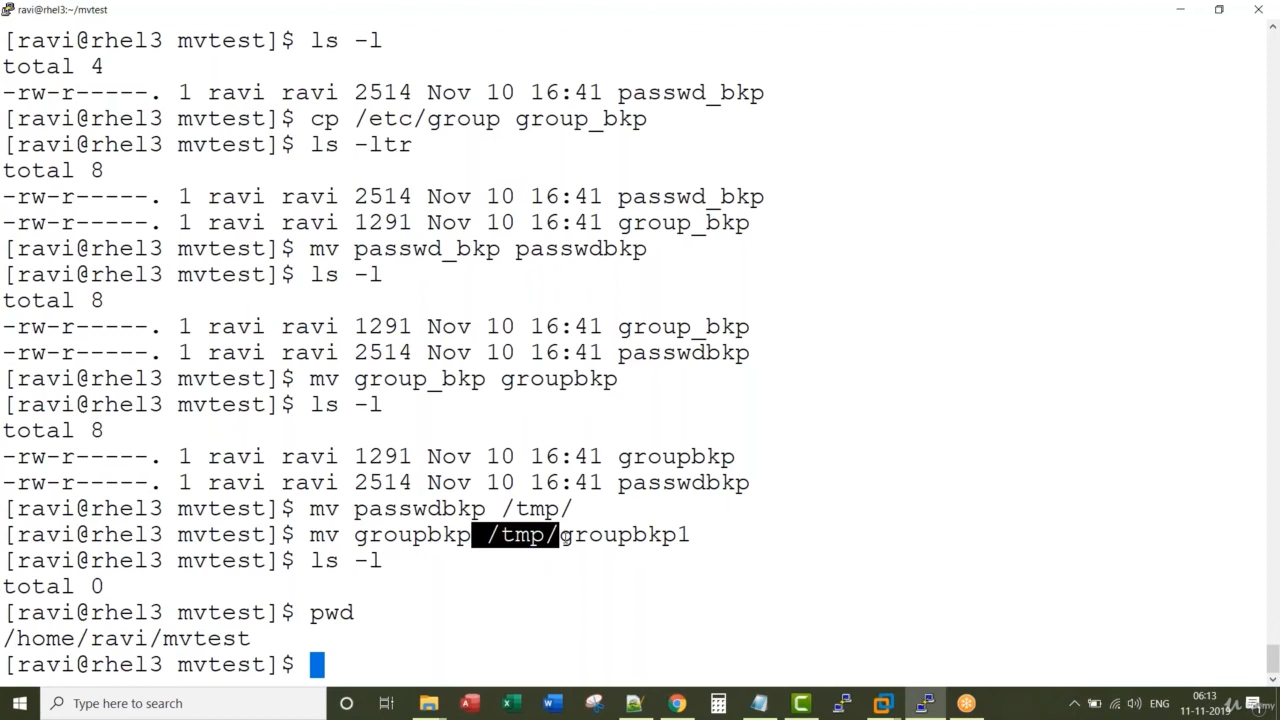 ravi@rhel3:~/mvtest
[ravi@rhel3 mvtest]$ ls -l
total 4
-rw-r-----. 1 ravi ravi 2514 Nov 10 16:41 passwd_bkp
[ravi@rhel3 mvtest]$ cp /etc/group group_bkp
[ravi@rhel3 mvtest]$ ls -ltr
total 8
-rw-r-----. 1 ravi ravi 2514 Nov 10 16:41 passwd_bkp
-rw-r-----. 1 ravi ravi 1291 Nov 10 16:41 group_bkp
[ravi@rhel3 mvtest]$ mv passwd_bkp passwdbkp
[ravi@rhel3 mvtest]$ ls -l
total 8
-rw-r-----. 1 ravi ravi 1291 Nov 10 16:41 group_bkp
-rw-r-----. 1 ravi ravi 2514 Nov 10 16:41 passwdbkp
[ravi@rhel3 mvtest]$ mv group_bkp groupbkp
[ravi@rhel3 mvtest]$ ls -l
total 8
-rw-r-----. 1 ravi ravi 1291 Nov 10 16:41 groupbkp
-rw-r-----. 1 ravi ravi 2514 Nov 10 16:41 passwdbkp
[ravi@rhel3 mvtest]$ mv passwdbkp /tmp/
[ravi@rhel3 mvtest]$ mv groupbkp /tmp/groupbkp1
[ravi@rhel3 mvtest]$ ls -l
total 0
[ravi@rhel3 mvtest]$ pwd
/home/ravi/mvtest
[ravi@rhel3 mvtest]$
Type here to search
ENG
06:13
11-11-2019
Udemy